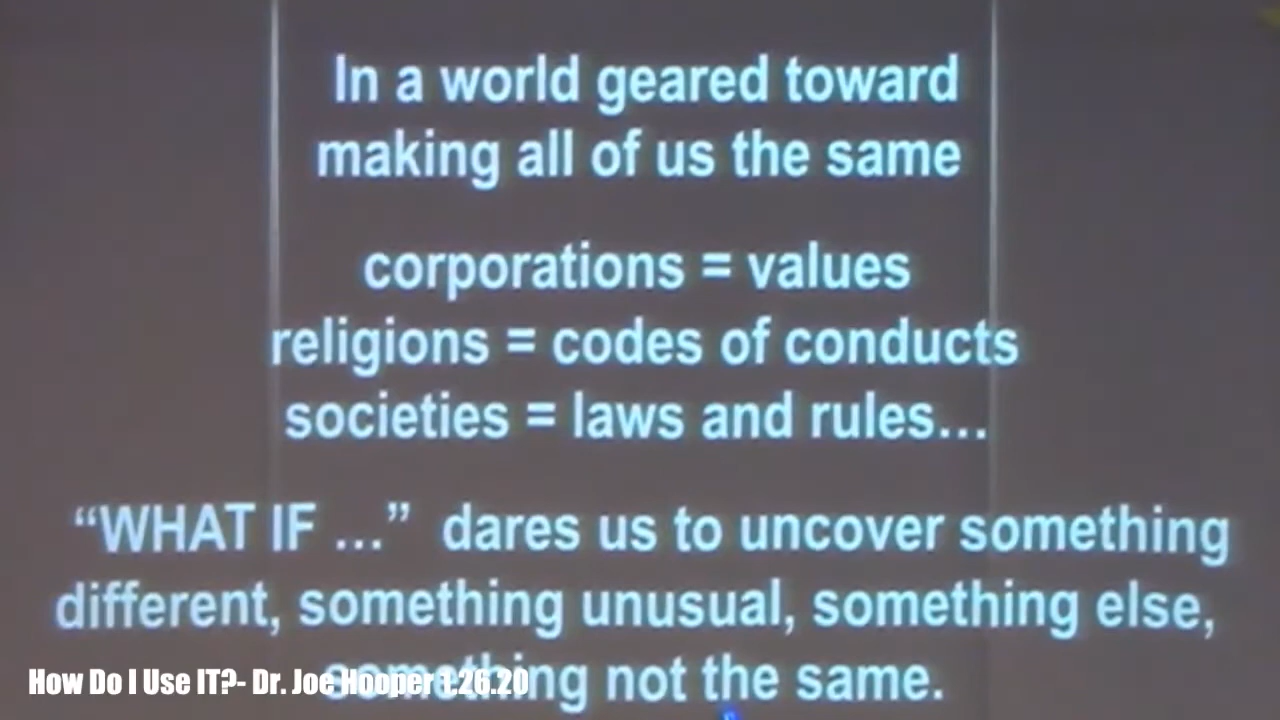 In a world geared toward
making all of us the same
corporations = values
religions = codes of conducts
societies = laws and rules…
“WHAT IF …” dares us to uncover something
different, something unusual, something else,
something not the same.
How Do I Use IT?- Dr. Joe Hooper 1.26.20